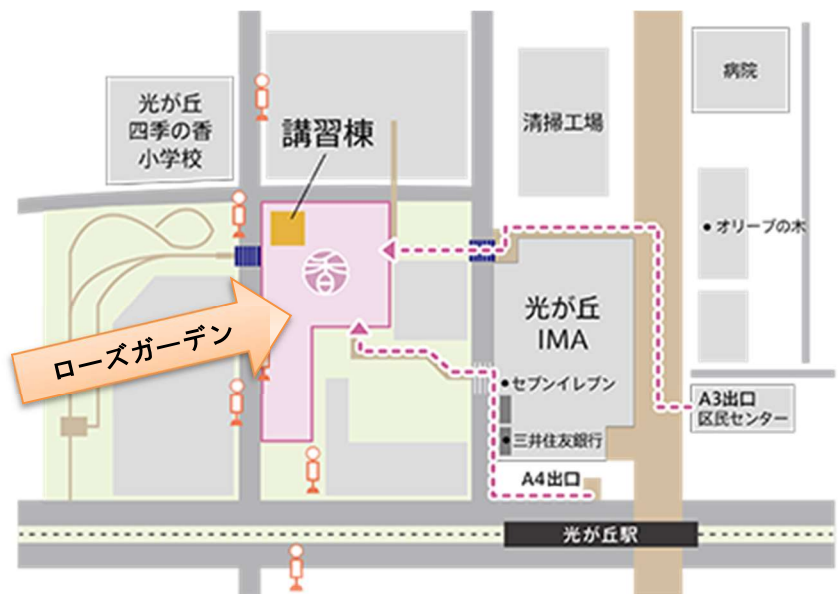 光が丘
四季の香
小学校
講習棟
清掃工場
病院
オリーブの木
光が丘
IMA
ローズガーデン
セブンイレブン
三井住友銀行
A3出口
区民センター
A4出口
光が丘駅